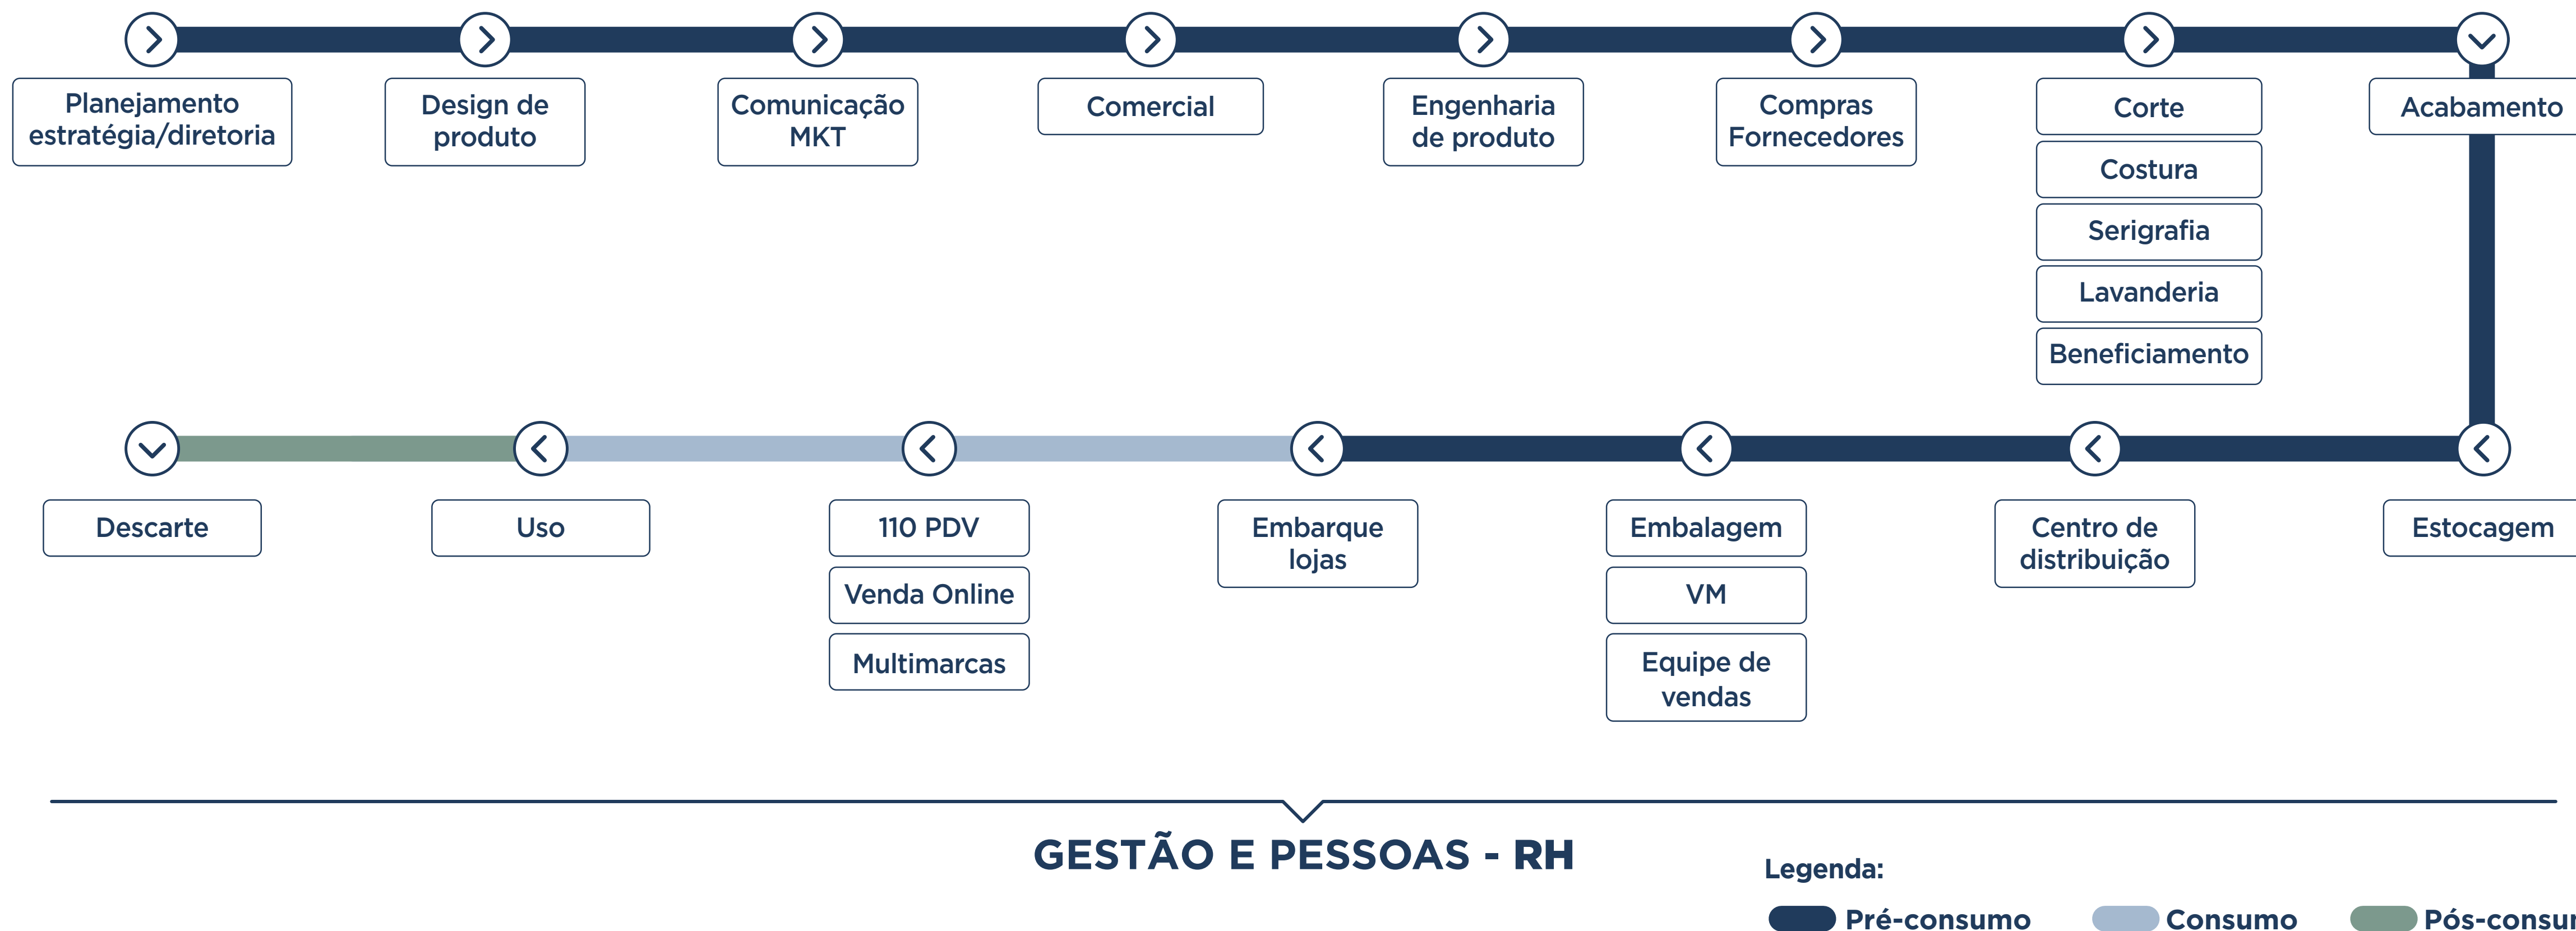 Planejamento
estratégia/diretoria
Design de
produto
Comunicação
MKT
Comercial
Engenharia
de produto
Compras
Fornecedores
Corte
Costura
Serigrafia
Lavanderia
Beneficiamento
Acabamento
Descarte
Uso
110 PDV
Venda Online
Multimarcas
Embarque
lojas
Embalagem
VM
Equipe de
vendas
Centro de
distribuição
Estocagem
GESTÃO E PESSOAS - RH
Legenda:
Pré-consumo
Consumo